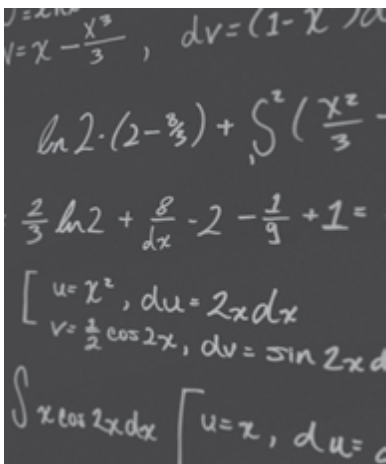 v = x - x³/3 , dv = (1 - x
ln 2 · (2 - 8/3) + ∫₁² ( x²/3 -
2/3 ln 2 + 8/dx - 2 - 1/9 + 1 =
[ u = x² , du = 2x dx
v = 1/2 cos 2x , dv = sin 2x d
∫ x cos 2x dx [ u = x , du =